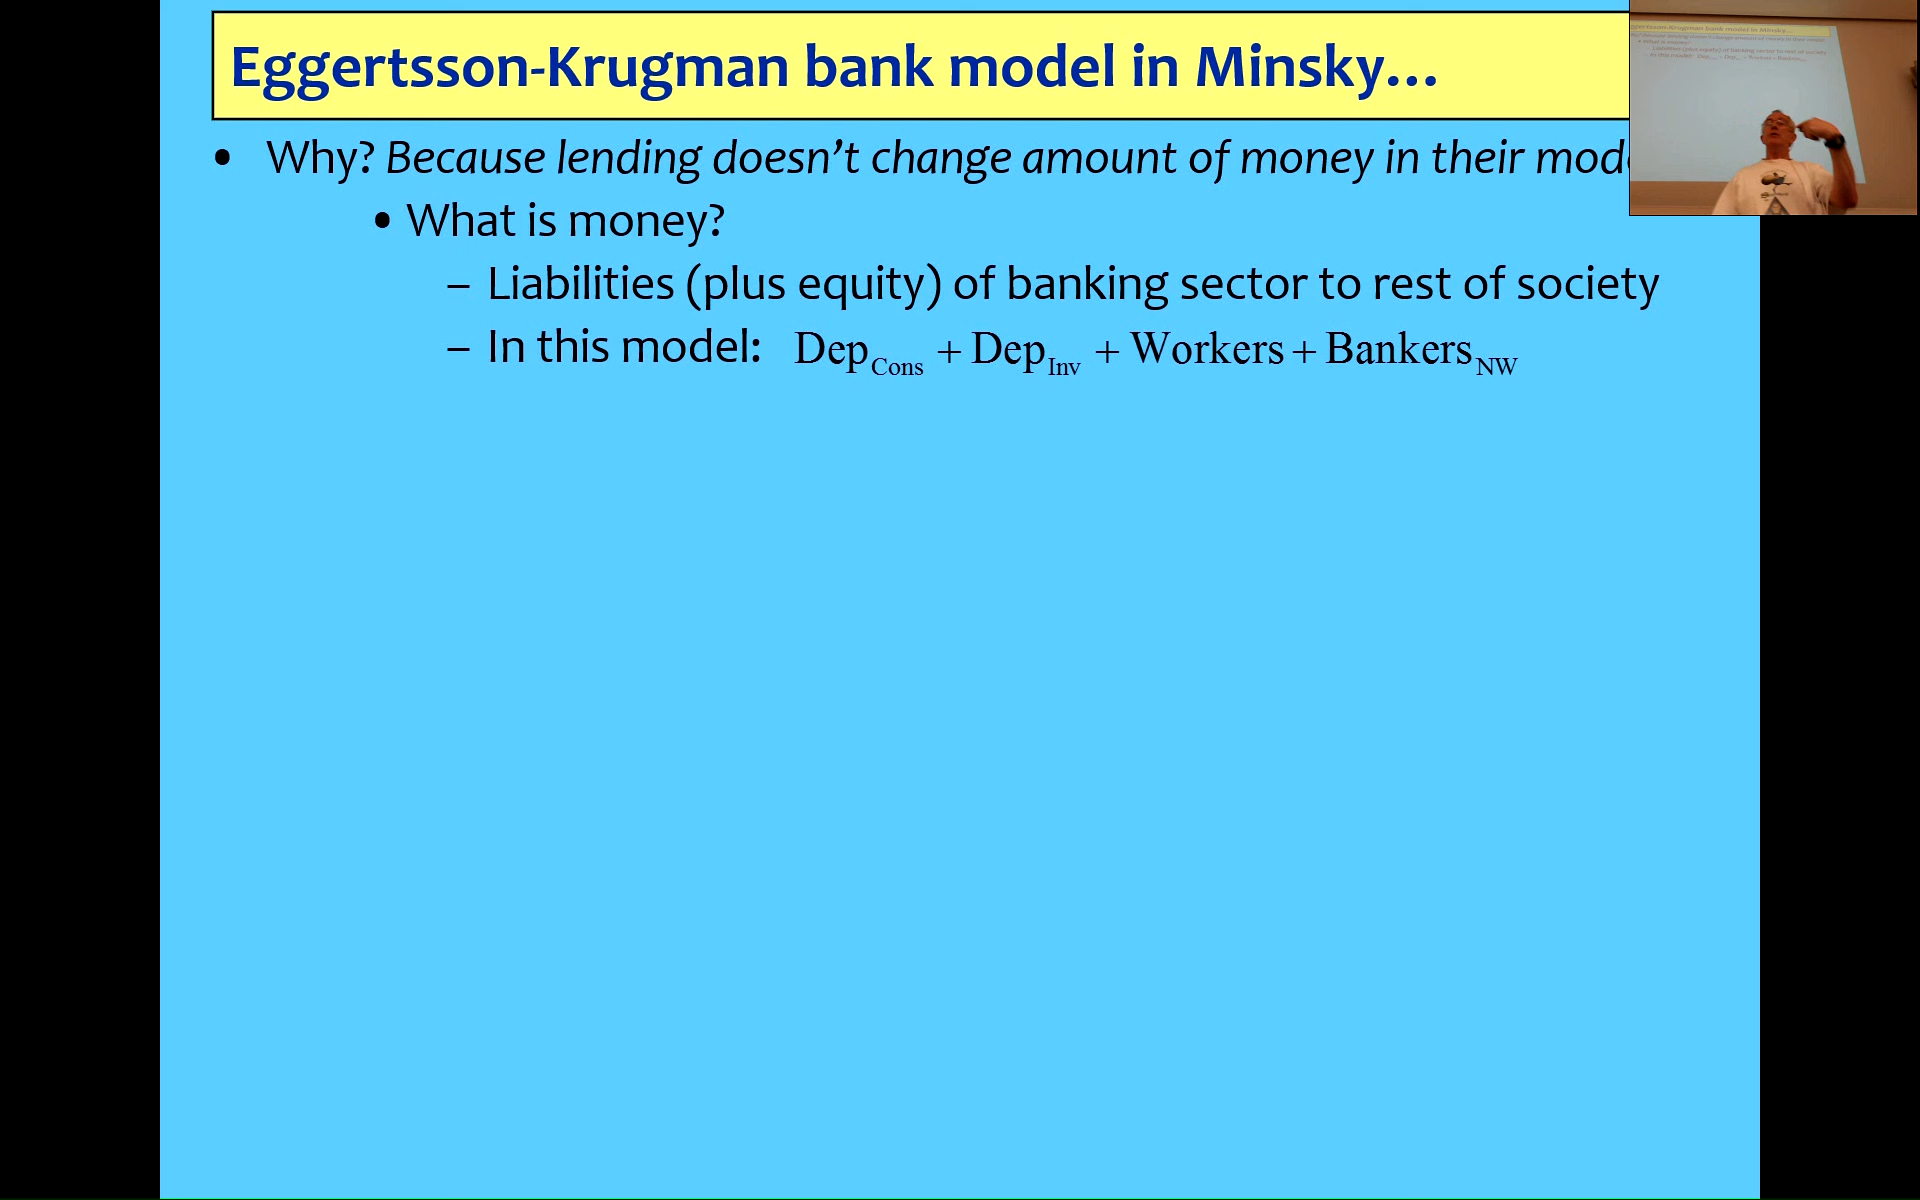 Eggertsson-Krugman bank model in Minsky…
• Why? Because lending doesn’t change amount of money in their
• What is money?
– Liabilities (plus equity) of banking sector to rest of society
– In this model: Dep_Cons + Dep_Inv + Workers + Bankers_NW